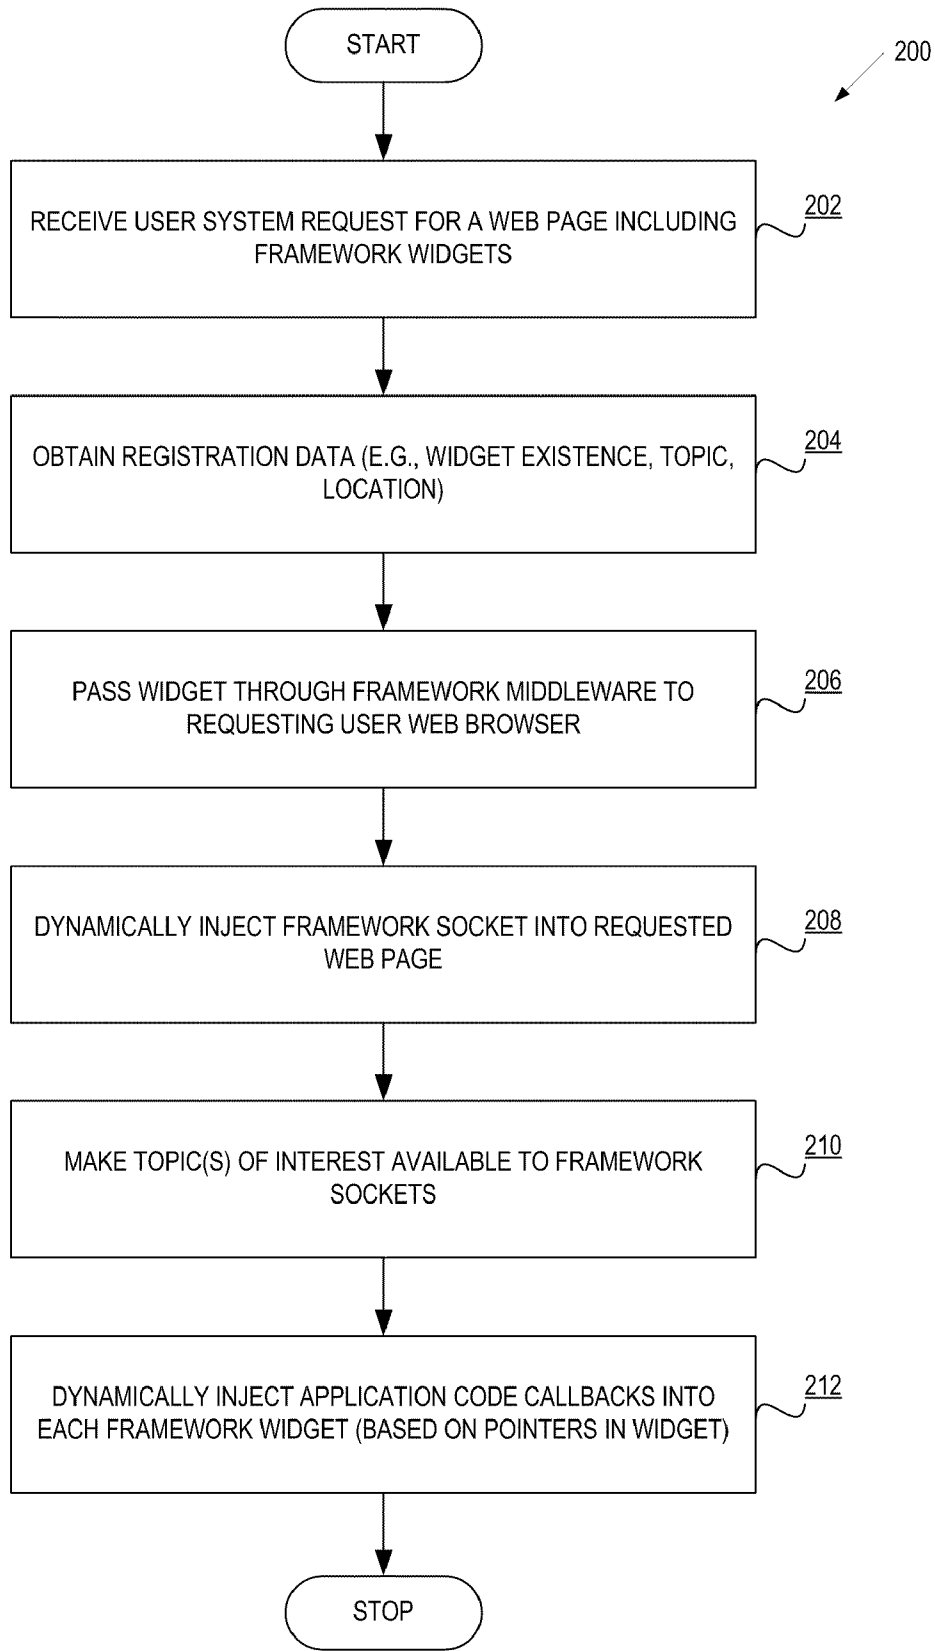 START
200
RECEIVE USER SYSTEM REQUEST FOR A WEB PAGE INCLUDING
FRAMEWORK WIDGETS
202
OBTAIN REGISTRATION DATA (E.G., WIDGET EXISTENCE, TOPIC,
LOCATION)
204
PASS WIDGET THROUGH FRAMEWORK MIDDLEWARE TO
REQUESTING USER WEB BROWSER
206
DYNAMICALLY INJECT FRAMEWORK SOCKET INTO REQUESTED
WEB PAGE
208
MAKE TOPIC(S) OF INTEREST AVAILABLE TO FRAMEWORK
SOCKETS
210
DYNAMICALLY INJECT APPLICATION CODE CALLBACKS INTO
EACH FRAMEWORK WIDGET (BASED ON POINTERS IN WIDGET)
212
STOP